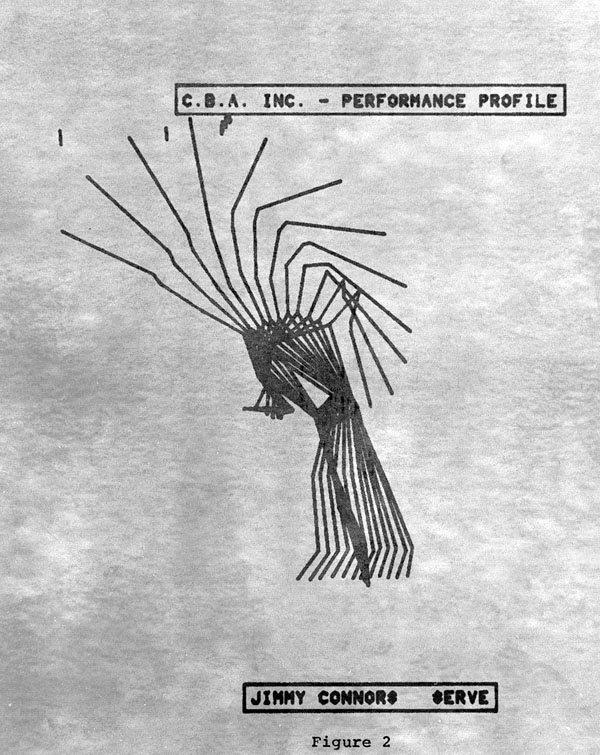 C.B.A. INC. - PERFORMANCE PROFILE
JIMMY CONNORS SERVE
Figure 2